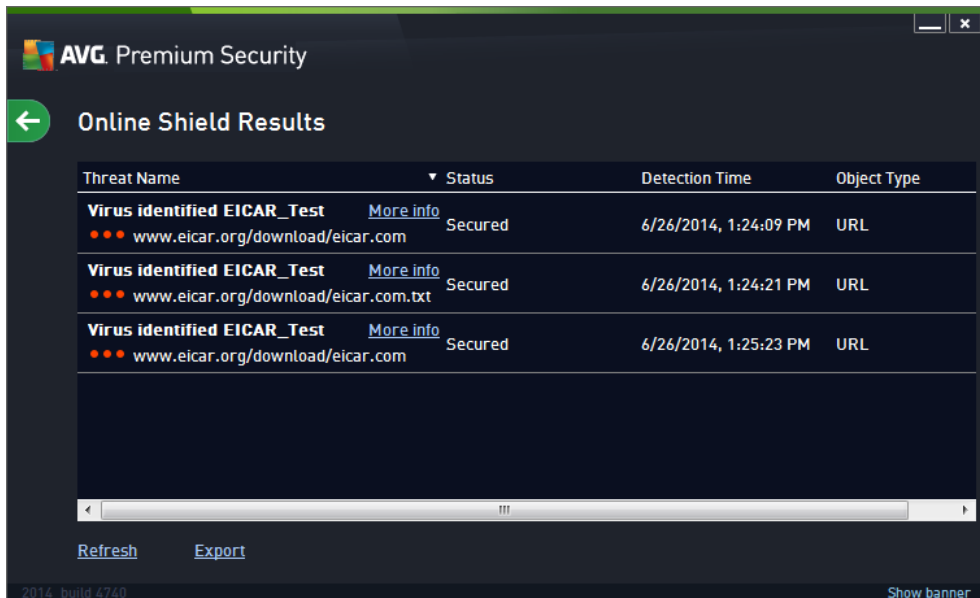 AVG. Premium Security
Online Shield Results
Threat Name Status Detection Time Object Type
Virus identified EICAR_Test More info
www.eicar.org/download/eicar.com Secured 6/26/2014, 1:24:09 PM URL
Virus identified EICAR_Test More info
www.eicar.org/download/eicar.com.txt Secured 6/26/2014, 1:24:21 PM URL
Virus identified EICAR_Test More info
www.eicar.org/download/eicar.com Secured 6/26/2014, 1:25:23 PM URL
Refresh Export
2014 build 4740 Show banner